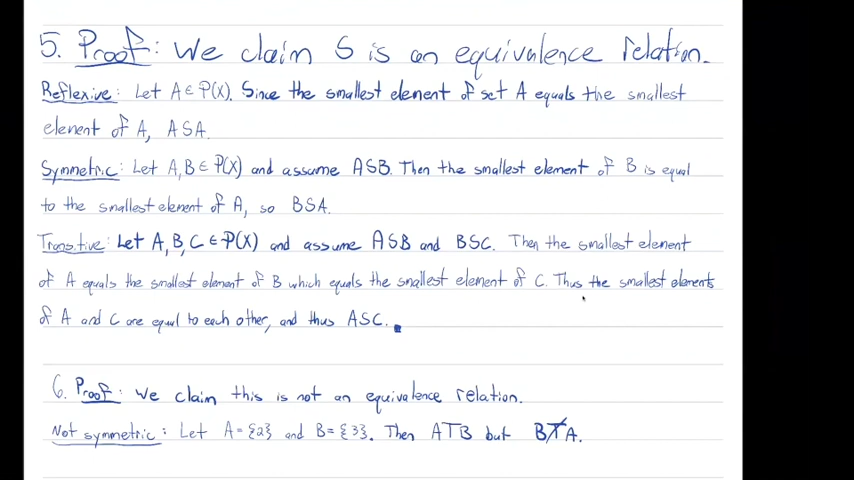 5. Proof: We claim S is an equivalence relation.
Reflexive: Let A ∈ P(X). Since the smallest element of set A equals the smallest
element of A, ASA.
Symmetric: Let A, B ∈ P(X) and assume ASB. Then the smallest element of B is equal
to the smallest element of A, so BSA.
Transitive: Let A, B, C ∈ P(X) and assume ASB and BSC. Then the smallest element
of A equals the smallest element of B which equals the smallest element of C. Thus the smallest elements
of A and C are equal to each other, and thus ASC. ∎
6. Proof: We claim this is not an equivalence relation.
Not symmetric: Let A = {2} and B = {3}. Then ATB but B T̸ A.